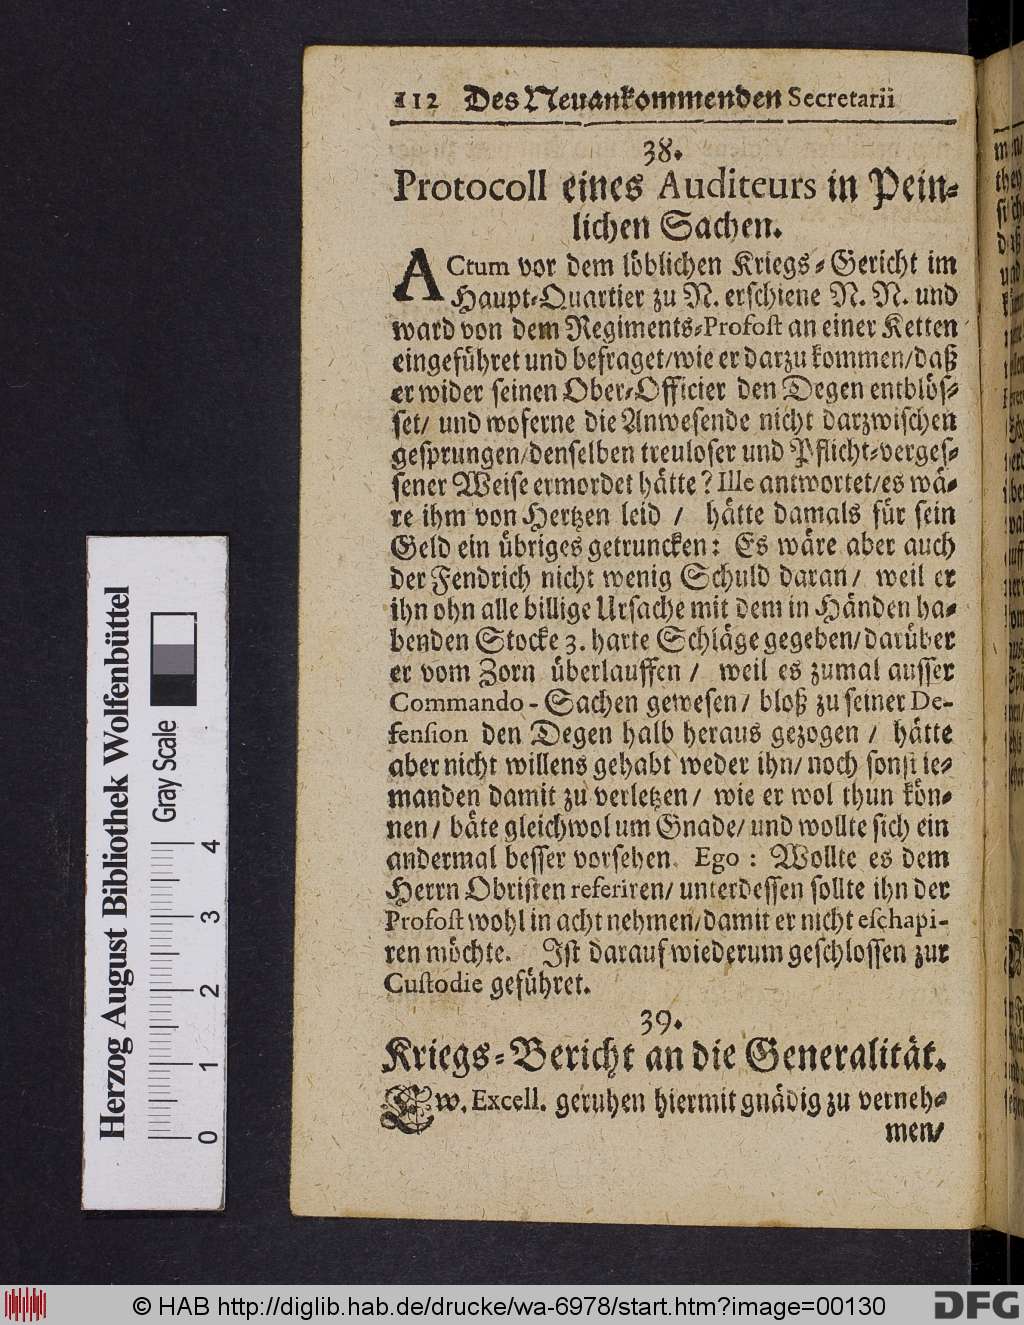 112 Des Neuankommenden Secretarii
38.
Protocoll eines Auditeurs in Pein-
lichen Sachen.
ACtum vor dem löblichen Kriegs-Gericht im
Haupt-Quartier zu N. erschiene N. N. und
ward von dem Regiments-Profost an einer Ketten
eingeführet und befraget/wie er darzu kommen/daß
er wider seinen Ober-Officier den Degen entblös-
set/ und woferne die Anwesende nicht darzwischen
gesprungen/denselben treuloser und Pflicht-verges-
sener Weise ermordet hätte? Ille antwortet/es wä-
re ihm von Hertzen leid / hätte damals für sein
Geld ein übriges getruncken: Es wäre aber auch
der Fendrich nicht wenig Schuld daran/ weil er
ihn ohn alle billige Ursache mit dem in Händen ha-
benden Stocke 3. harte Schläge gegeben/darüber
er vom Zorn überlauffen / weil es zumal ausser
Commando-Sachen gewesen/ bloß zu seiner De-
fension den Degen halb heraus gezogen / hätte
aber nicht willens gehabt weder ihn/ noch sonst ie-
manden damit zu verletzen/ wie er wol thun kön-
nen/ bäte gleichwol um Gnade/ und wollte sich ein
andermal besser vorsehen. Ego : Wollte es dem
Herrn Obristen referiren/ unterdessen sollte ihn der
Profost wohl in acht nehmen/damit er nicht eschapi-
ren möchte. Ist darauf wiederum geschlossen zur
Custodie geführet.
39.
Kriegs-Bericht an die Generalität.
Ew. Excell. geruhen hiermit gnädig zu verneh-
men/
Herzog August Bibliothek Wolfenbüttel
Gray Scale
0 1 2 3 4
© HAB http://diglib.hab.de/drucke/wa-6978/start.htm?image=00130
DFG